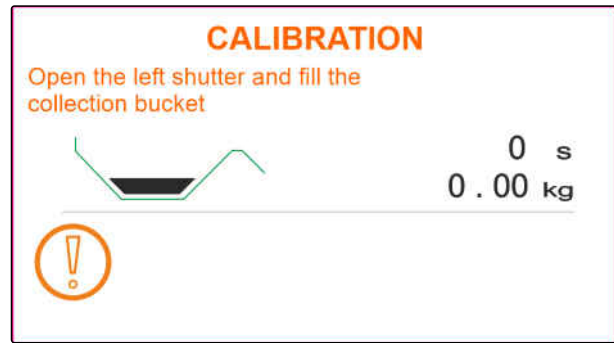 CALIBRATION
Open the left shutter and fill the
collection bucket
0 s
0 . 00 kg